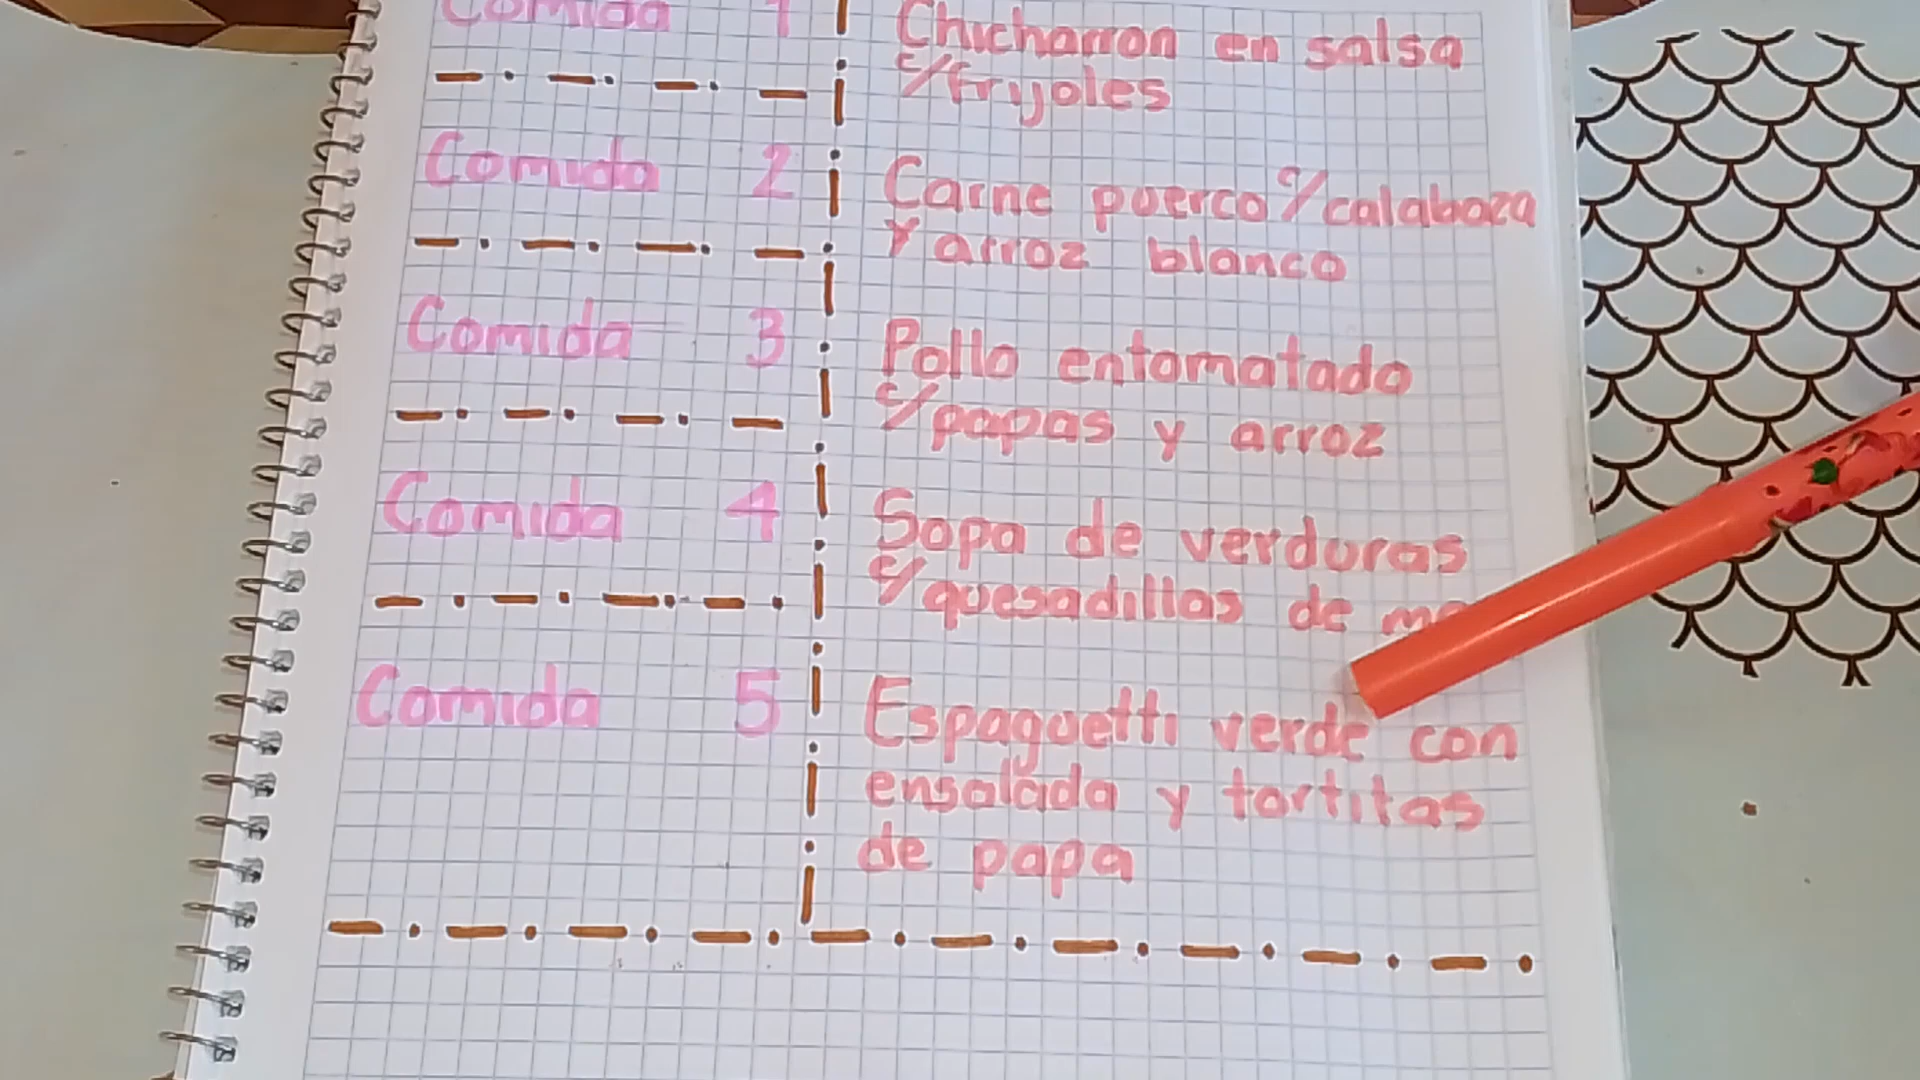 Comida 1
Chicharron en salsa
c/frijoles
Comida 2
Carne puerco c/calabaza
y arroz blanco
Comida 3
Pollo entomatado
c/papas y arroz
Comida 4
Sopa de verduras
c/quesadillas de
Comida 5
Espaguetti verde con
ensalada y tortitas
de papa